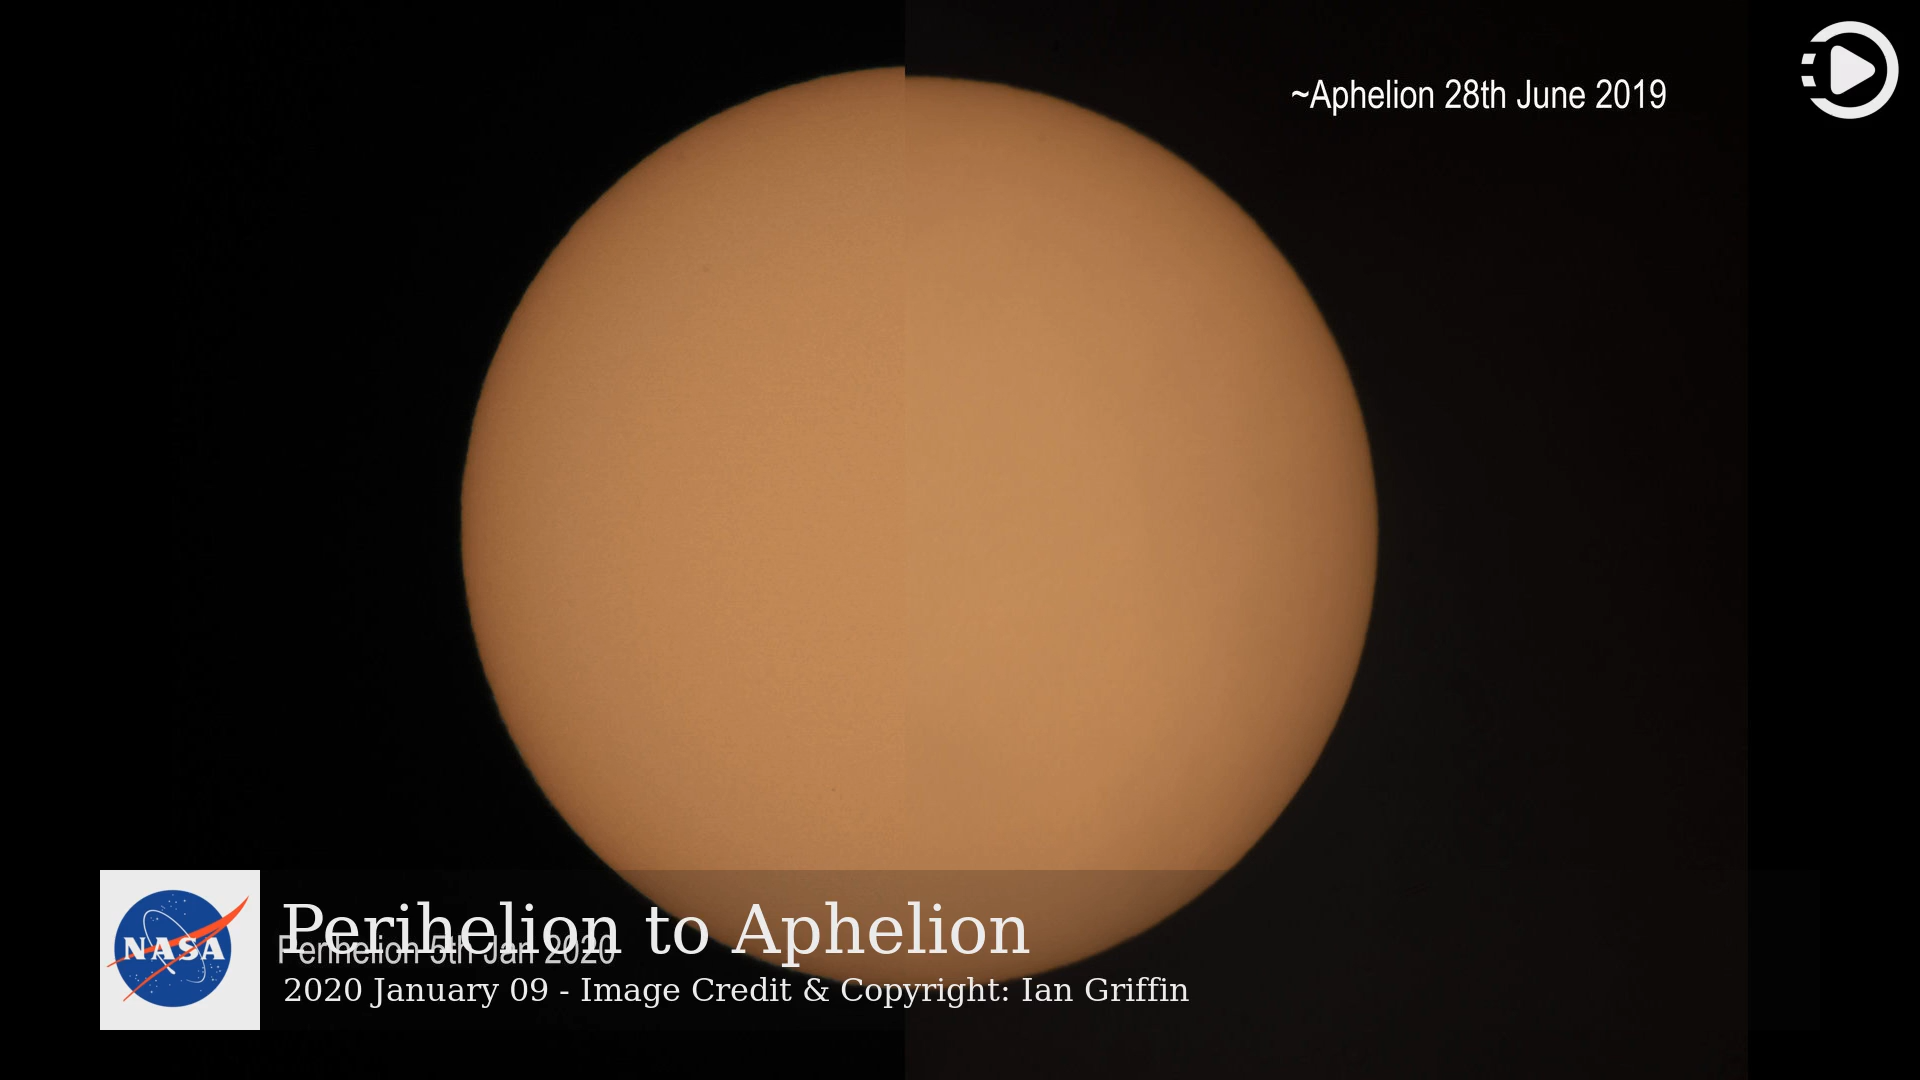 ~Aphelion 28th June 2019
NASA
Perihelion to Aphelion
Perihelion 5th Jan 2020
2020 January 09 - Image Credit & Copyright: Ian Griffin